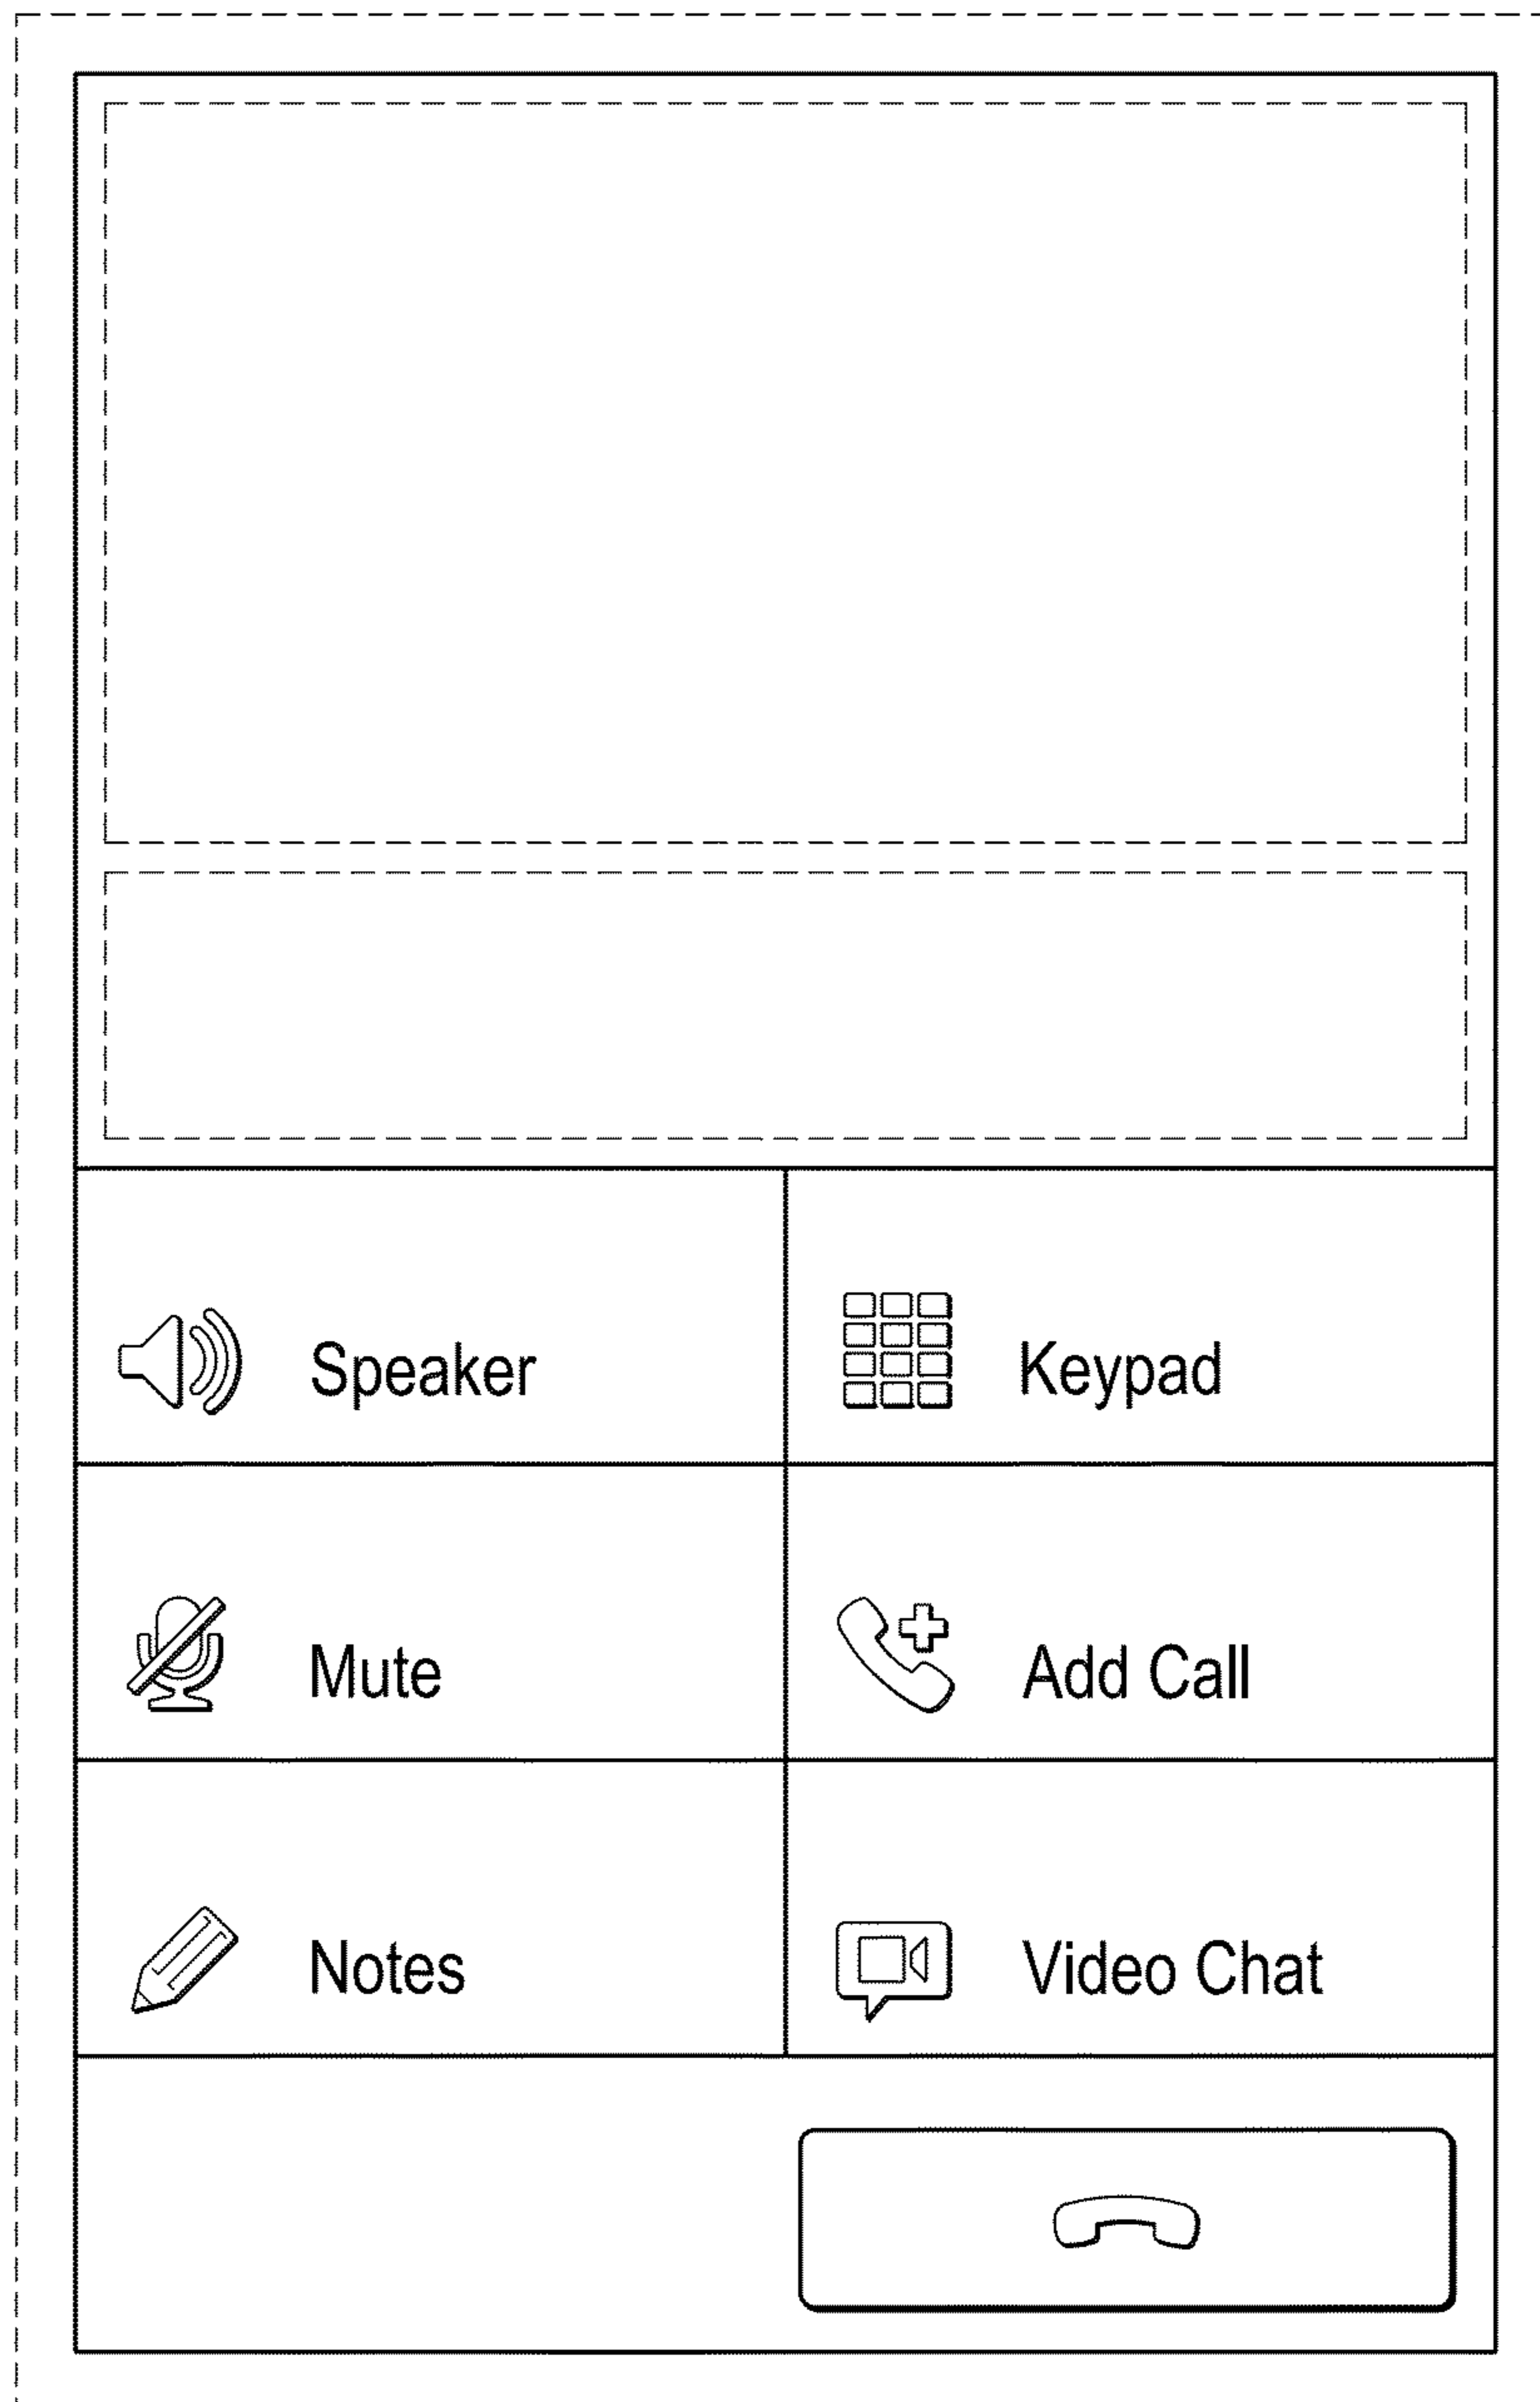 Speaker
Keypad
Mute
Add Call
Notes
Video Chat